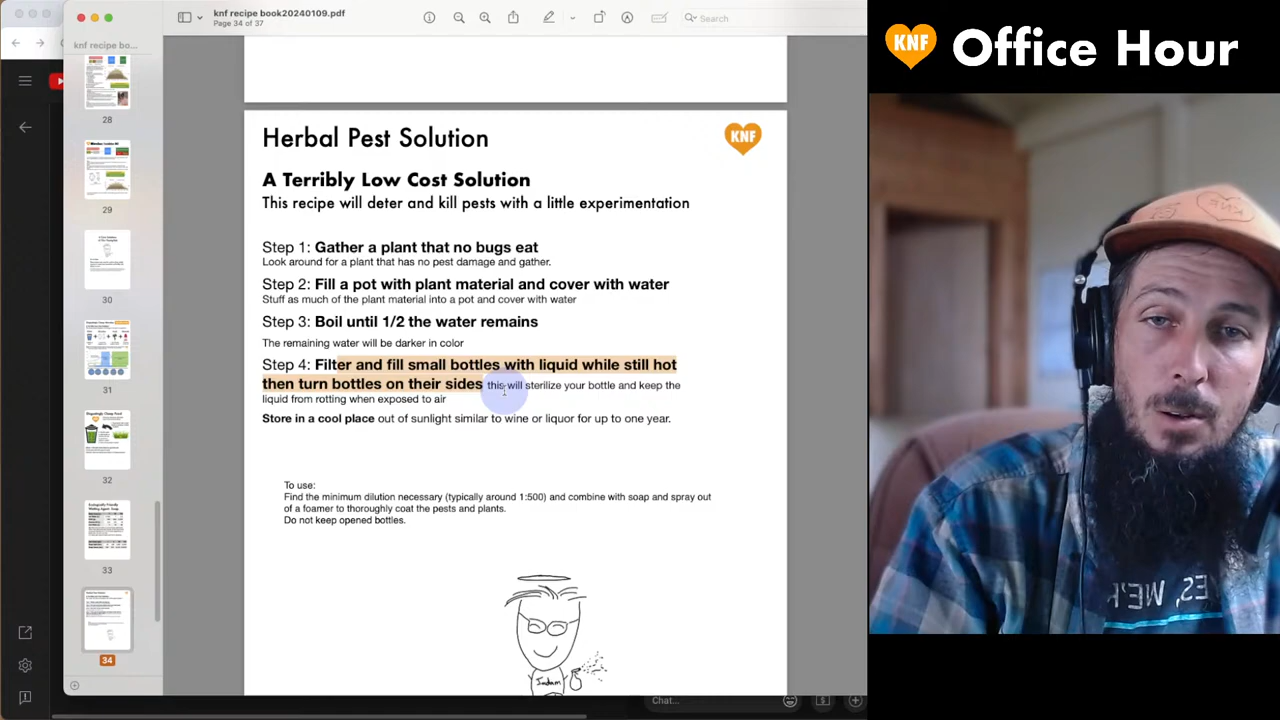 knf recipe book20240109.pdf
Page 34 of 37
Search
KNF
Office Hour
knf recipe bo...
28
29
30
31
32
33
34
Herbal Pest Solution
KNF
A Terribly Low Cost Solution
This recipe will deter and kill pests with a little experimentation
Step 1: Gather a plant that no bugs eat
Look around for a plant that has no pest damage and gather.
Step 2: Fill a pot with plant material and cover with water
Stuff as much of the plant material into a pot and cover with water
Step 3: Boil until 1/2 the water remains
The remaining water will be darker in color
Step 4: Filter and fill small bottles with liquid while still hot
then turn bottles on their sides this will sterilize your bottle and keep the
liquid from rotting when exposed to air
Store in a cool place out of sunlight similar to wine or liquor for up to one year.
To use:
Find the minimum dilution necessary (typically around 1:500) and combine with soap and spray out
of a foamer to thoroughly coat the pests and plants.
Do not keep opened bottles.
Chat...